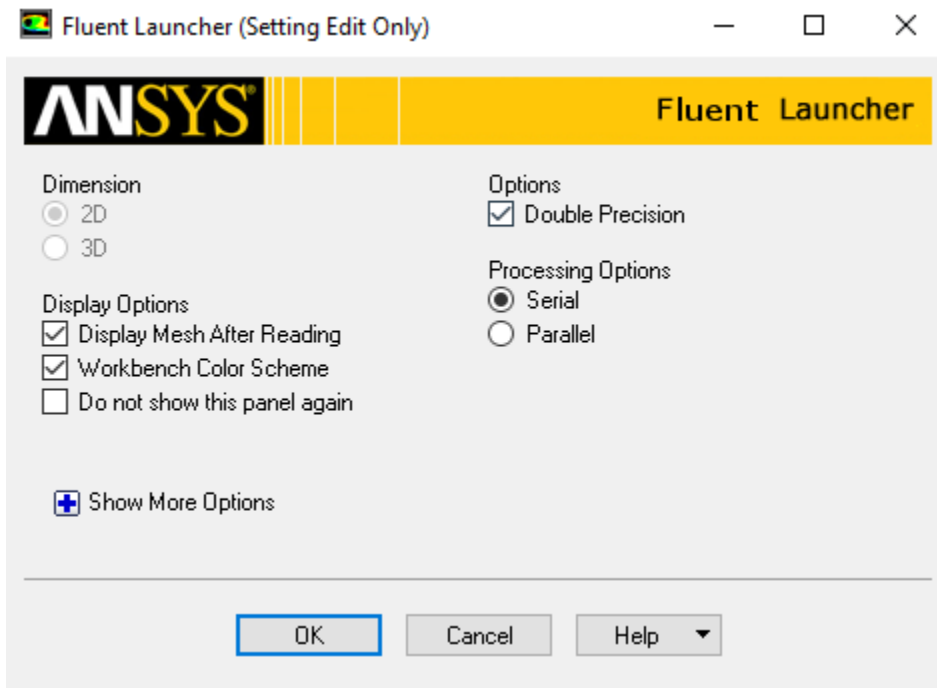 Fluent Launcher (Setting Edit Only)
ANSYS®
Fluent Launcher
Dimension
2D
3D
Display Options
Display Mesh After Reading
Workbench Color Scheme
Do not show this panel again
Show More Options
Options
Double Precision
Processing Options
Serial
Parallel
OK
Cancel
Help